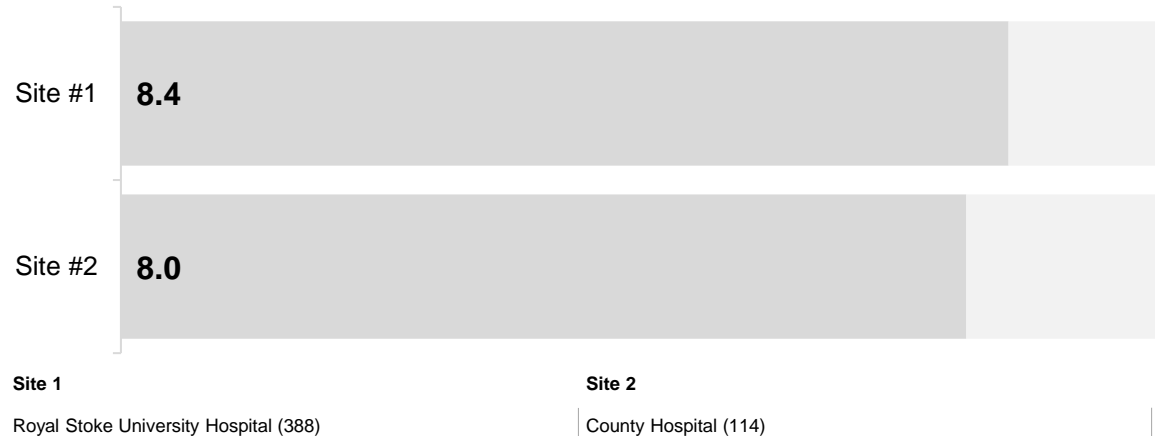 Site #1 8.4
Site #2 8.0
Site 1 Site 2
Royal Stoke University Hospital (388) County Hospital (114)